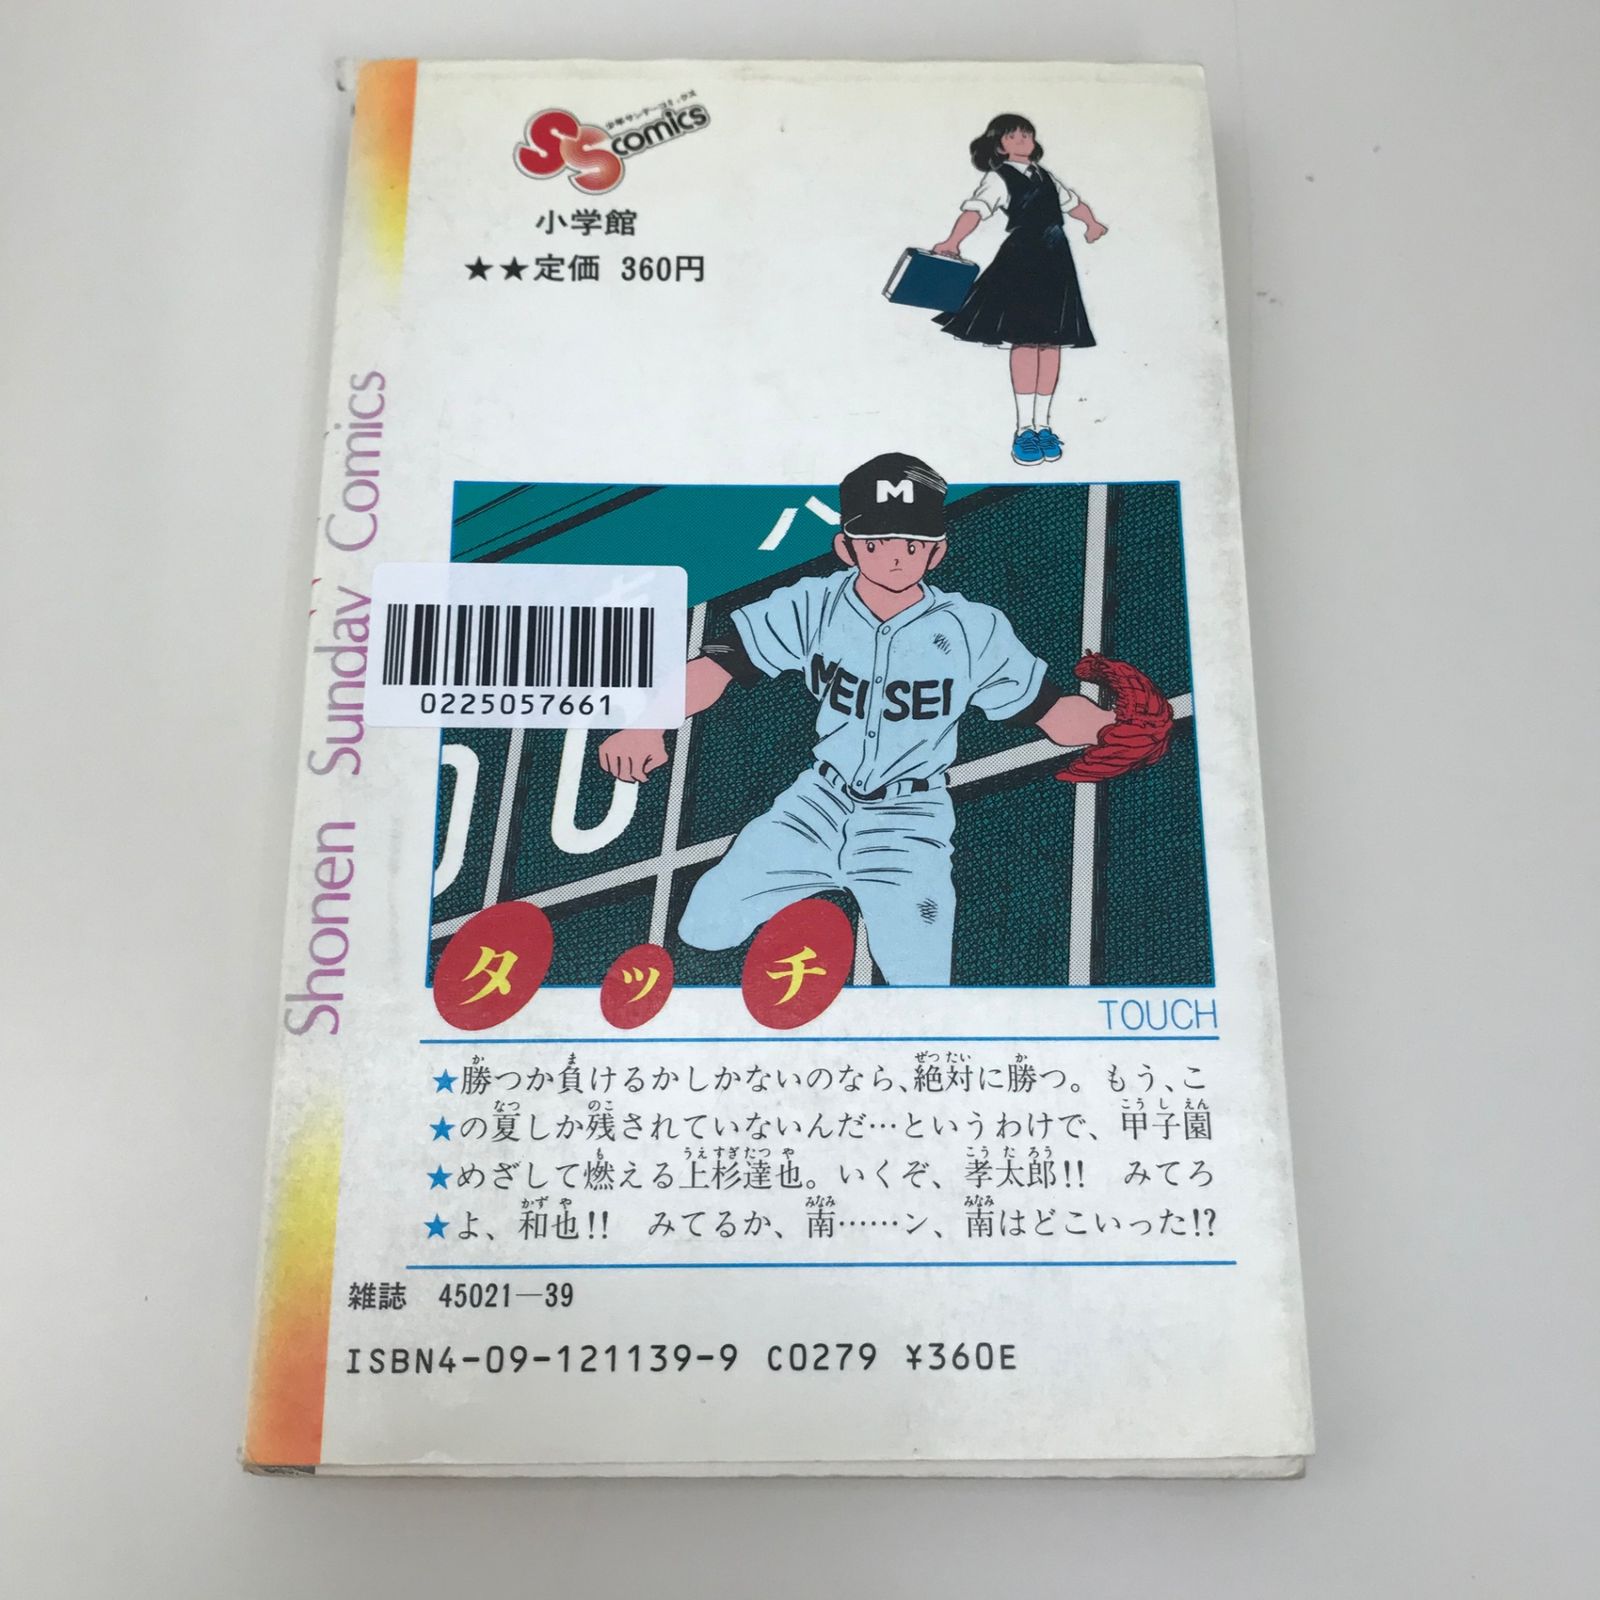 少年サンデーコミックス
SS comics
小学館
★★定価 360円
Shonen Sunday Comics
M
MEISEI
0225057661
タッチ
TOUCH
★勝つか負けるかしかないのなら、絶対に勝つ。もう、こ
★の夏しか残されていないんだ…というわけで、甲子園
★めざして燃える上杉達也。いくぞ、孝太郎!! みてろ
★よ、和也!! みてるか、南……ン、南はどこいった!?
雑誌 45021-39
ISBN4-09-121139-9 C0279 ¥360E